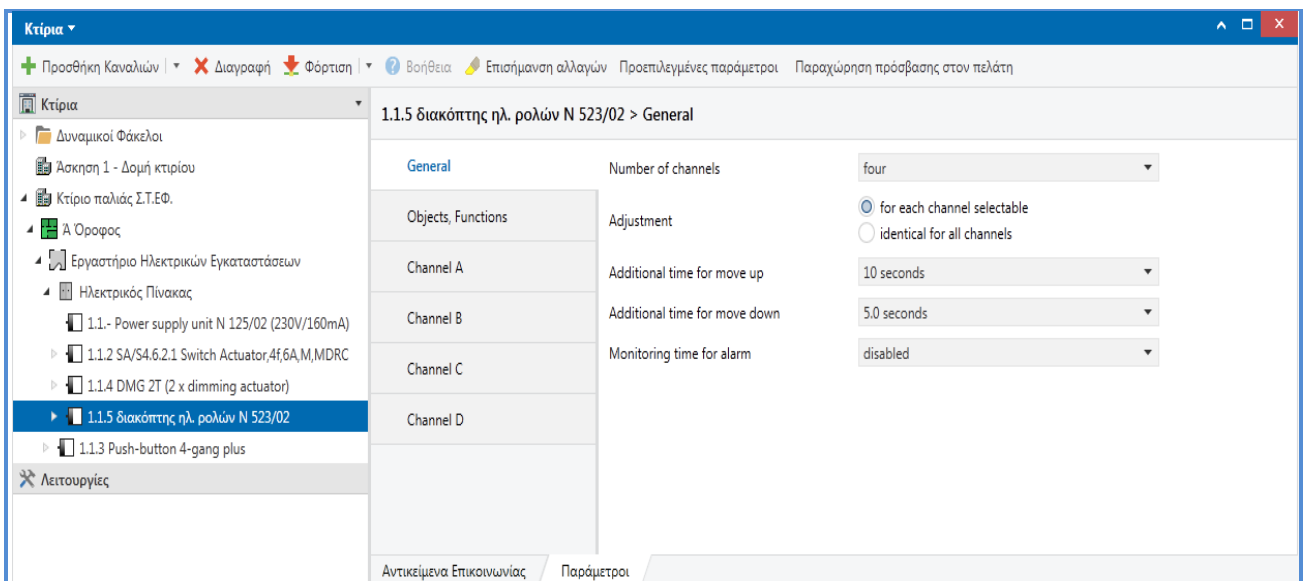 Κτίρια
Προσθήκη Καναλιών Διαγραφή Φόρτιση Βοήθεια Επισήμανση αλλαγών Προεπιλεγμένες παράμετροι Παραχώρηση πρόσβασης στον πελάτη
Κτίρια
Δυναμικοί Φάκελοι
Άσκηση 1 - Δομή κτιρίου
Κτίριο παλιάς Σ.Τ.ΕΦ.
Ά Όροφος
Εργαστήριο Ηλεκτρικών Εγκαταστάσεων
Ηλεκτρικός Πίνακας
1.1.- Power supply unit N 125/02 (230V/160mA)
1.1.2 SA/S4.6.2.1 Switch Actuator,4f,6A,M,MDRC
1.1.4 DMG 2T (2 x dimming actuator)
1.1.5 διακόπτης ηλ. ρολών N 523/02
1.1.3 Push-button 4-gang plus
Λειτουργίες
1.1.5 διακόπτης ηλ. ρολών N 523/02 > General
General
Objects, Functions
Channel A
Channel B
Channel C
Channel D
Number of channels four
Adjustment for each channel selectable
identical for all channels
Additional time for move up 10 seconds
Additional time for move down 5.0 seconds
Monitoring time for alarm disabled
Αντικείμενα Επικοινωνίας Παράμετροι